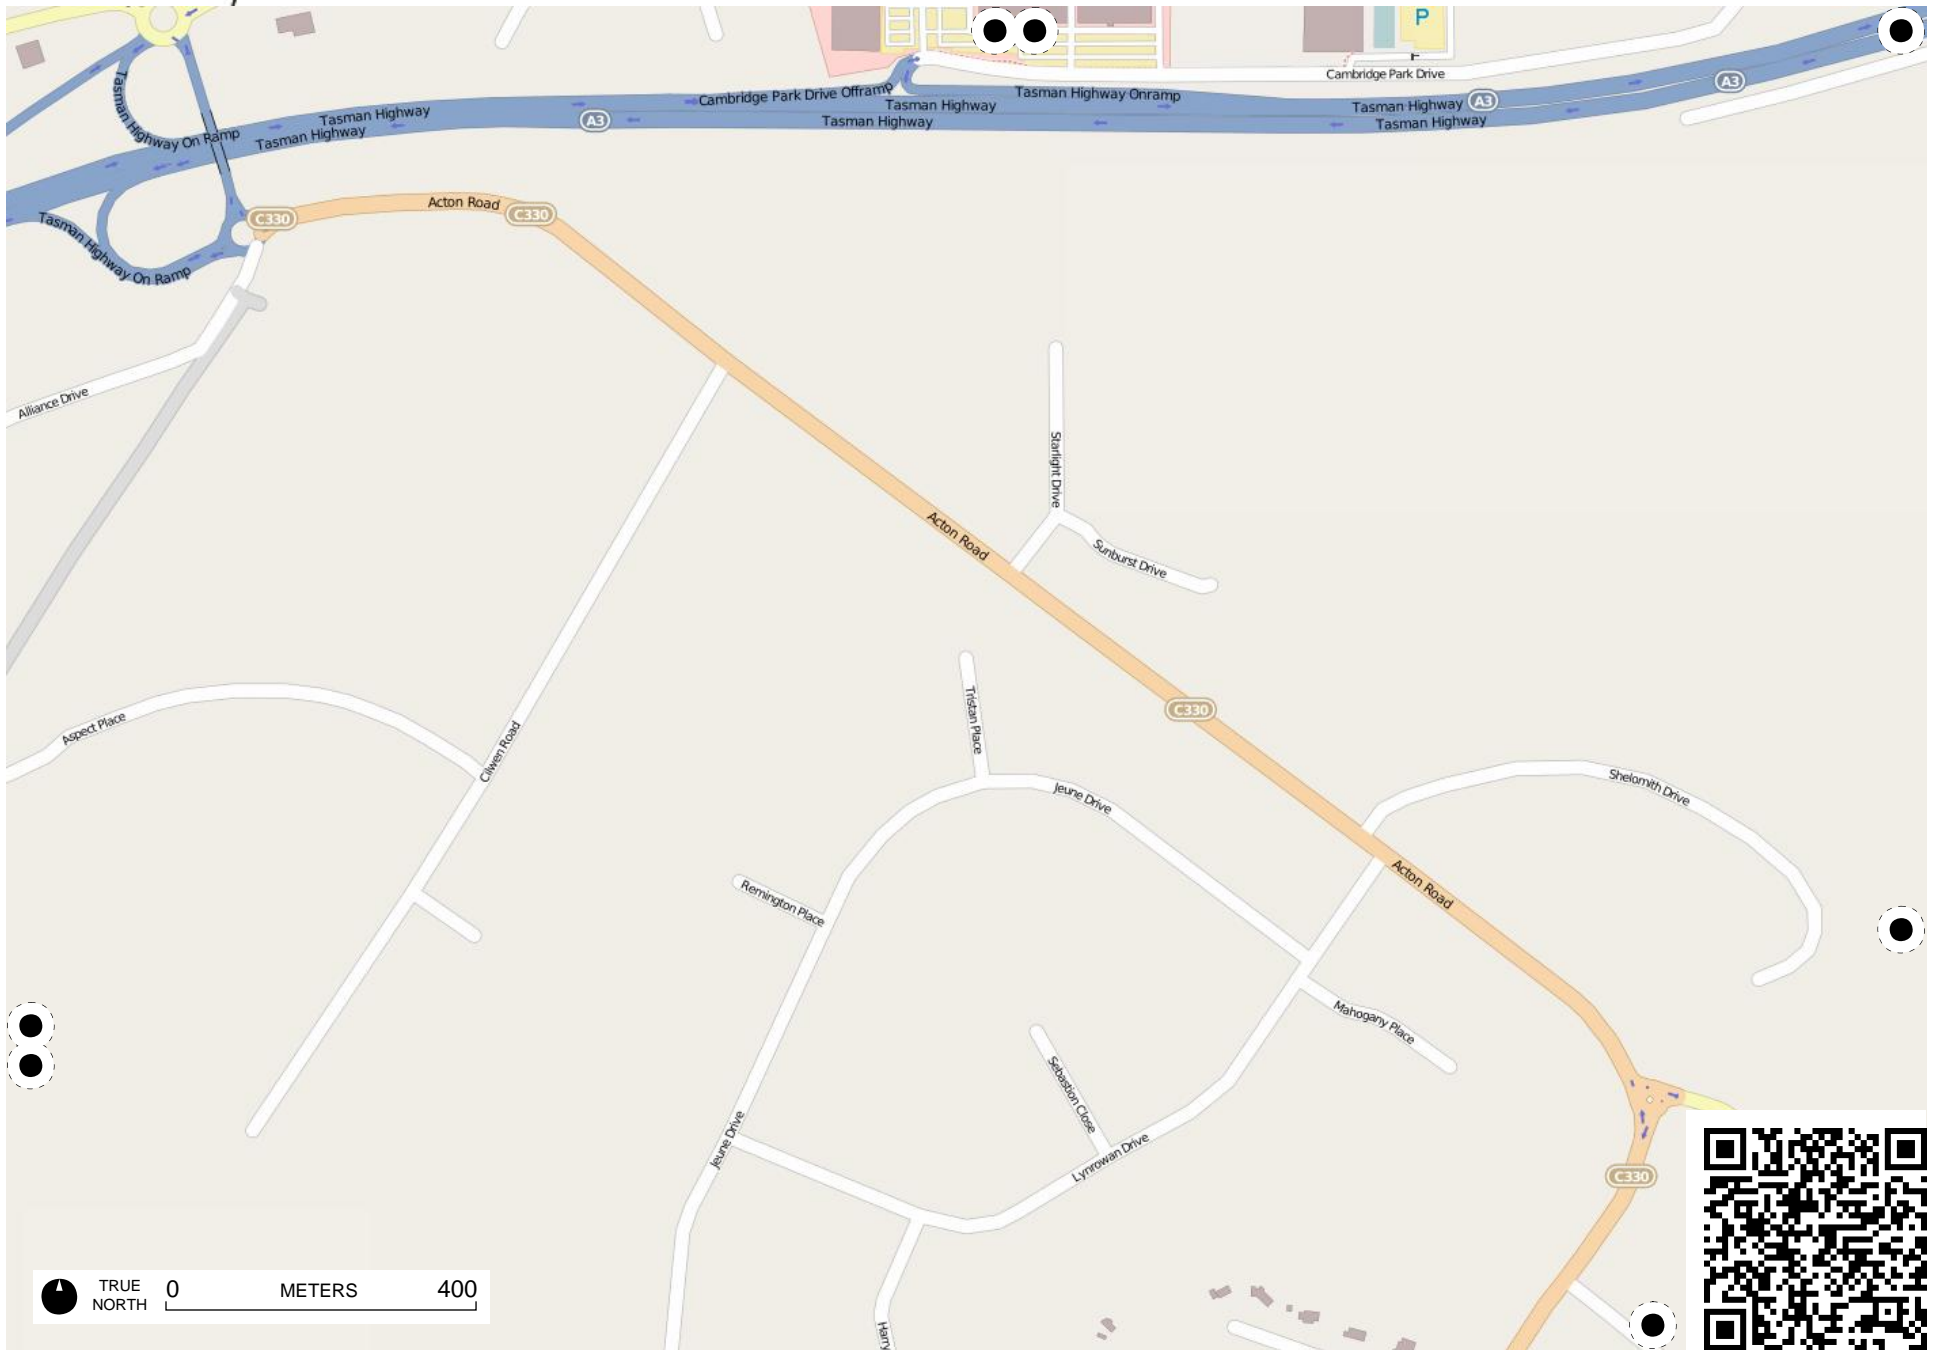 P
Cambridge Park Drive
A3
Cambridge Park Drive Offramp
Tasman Highway Onramp
Tasman Highway
Tasman Highway
Tasman Highway
A3
Tasman Highway On Ramp
Tasman Highway
A3
Tasman Highway
Tasman Highway
Acton Road
C330
C330
Tasman Highway On Ramp
Alliance Drive
Starlight Drive
Acton Road
Sunburst Drive
Tristan Place
C330
Aspect Place
Cilwen Road
Jeune Drive
Shelomith Drive
Remington Place
Acton Road
Mahogany Place
Sebastion Close
Jeune Drive
Lynrowan Drive
C330
TRUE
NORTH
0 METERS 400
Harry